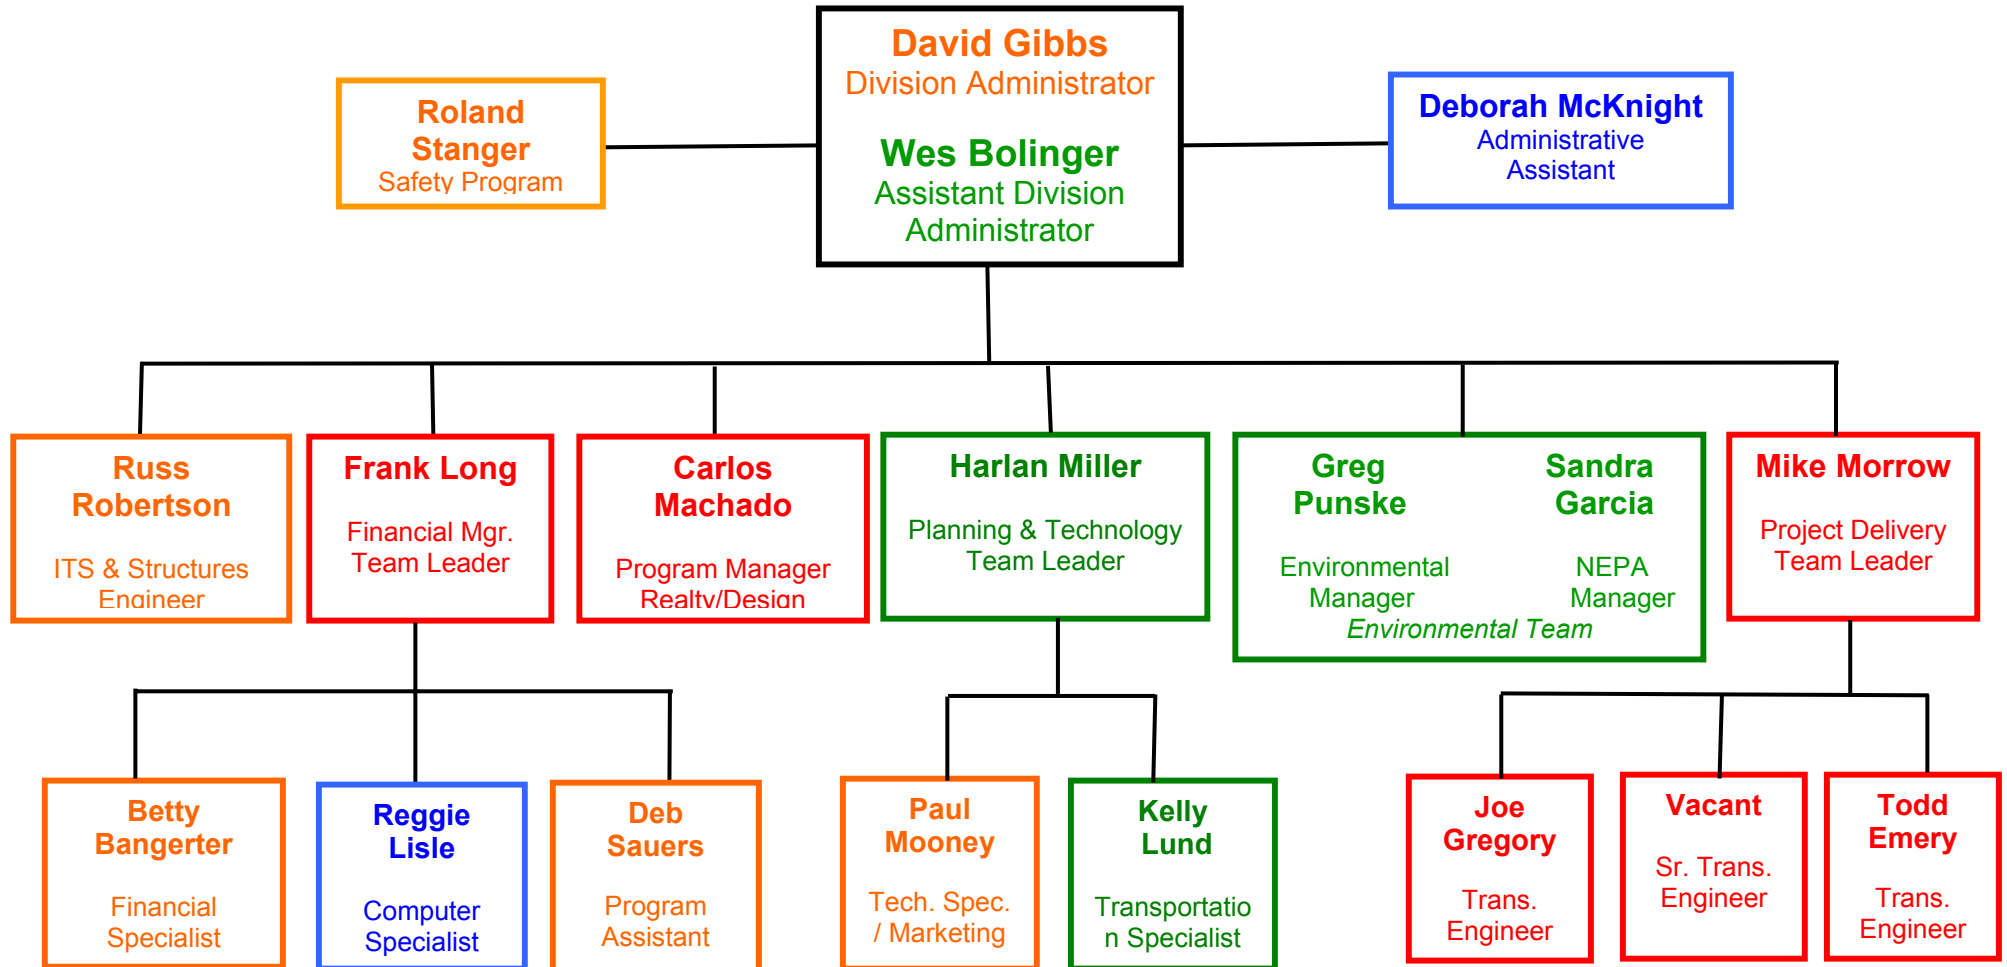 David Gibbs
Division Administrator
Wes Bolinger
Assistant Division
Administrator
Roland
Stanger
Safety Program
Deborah McKnight
Administrative
Assistant
Russ
Robertson
ITS & Structures
Engineer
Frank Long
Financial Mgr.
Team Leader
Carlos
Machado
Program Manager
Realty/Design
Harlan Miller
Planning & Technology
Team Leader
Greg
Punske
Environmental
Manager
Sandra
Garcia
NEPA
Manager
Environmental Team
Mike Morrow
Project Delivery
Team Leader
Betty
Bangerter
Financial
Specialist
Reggie
Lisle
Computer
Specialist
Deb
Sauers
Program
Assistant
Paul
Mooney
Tech. Spec.
/ Marketing
Kelly
Lund
Transportatio
n Specialist
Joe
Gregory
Trans.
Engineer
Vacant
Sr. Trans.
Engineer
Todd
Emery
Trans.
Engineer